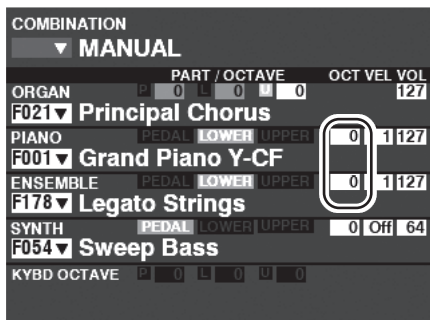 COMBINATION
▼ MANUAL
PART / OCTAVE OCT VEL VOL
ORGAN P 0 L 0 U 0 127
F021▼ Principal Chorus
PIANO PEDAL LOWER UPPER 0 1 127
F001▼ Grand Piano Y-CF
ENSEMBLE PEDAL LOWER UPPER 0 1 127
F178▼ Legato Strings
SYNTH PEDAL LOWER UPPER 0 Off 64
F054▼ Sweep Bass
KYBD OCTAVE P 0 L 0 U 0